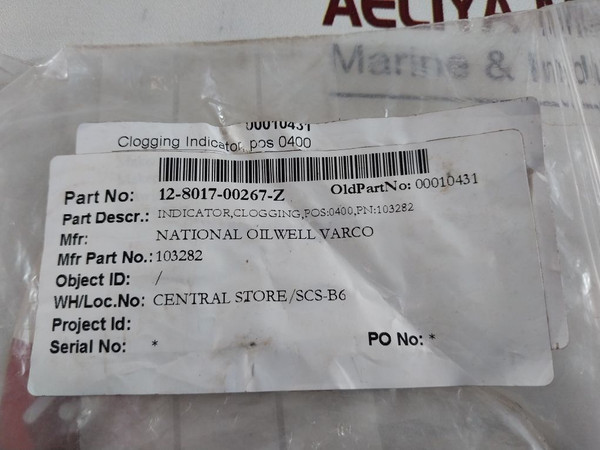 AELIYA
Marine & Indu
00010431
Clogging Indicator, pos 0400
Part No: 12-8017-00267-Z OldPartNo: 00010431
Part Descr.: INDICATOR,CLOGGING,POS:0400,PN:103282
Mfr: NATIONAL OILWELL VARCO
Mfr Part No.: 103282
Object ID: /
WH/Loc.No: CENTRAL STORE/SCS-B6
Project Id:
Serial No: * PO No: *